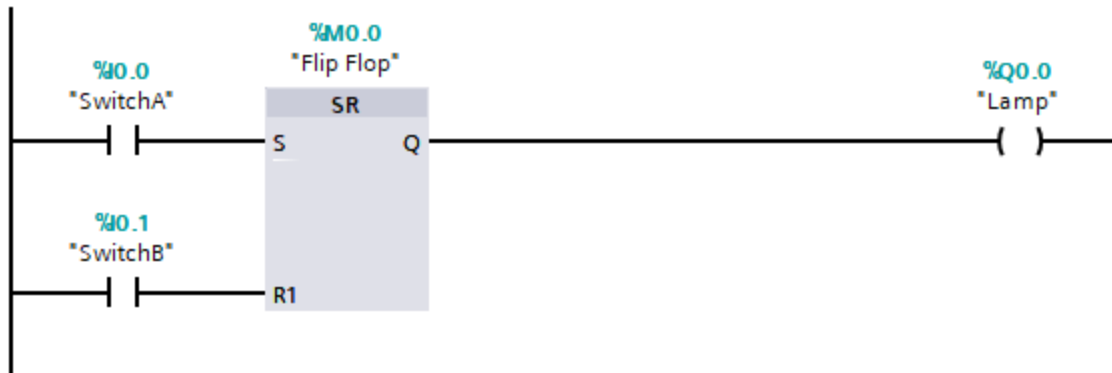 %M0.0
"Flip Flop"
%I0.0
"SwitchA"
%Q0.0
"Lamp"
SR
S
Q
%I0.1
"SwitchB"
R1